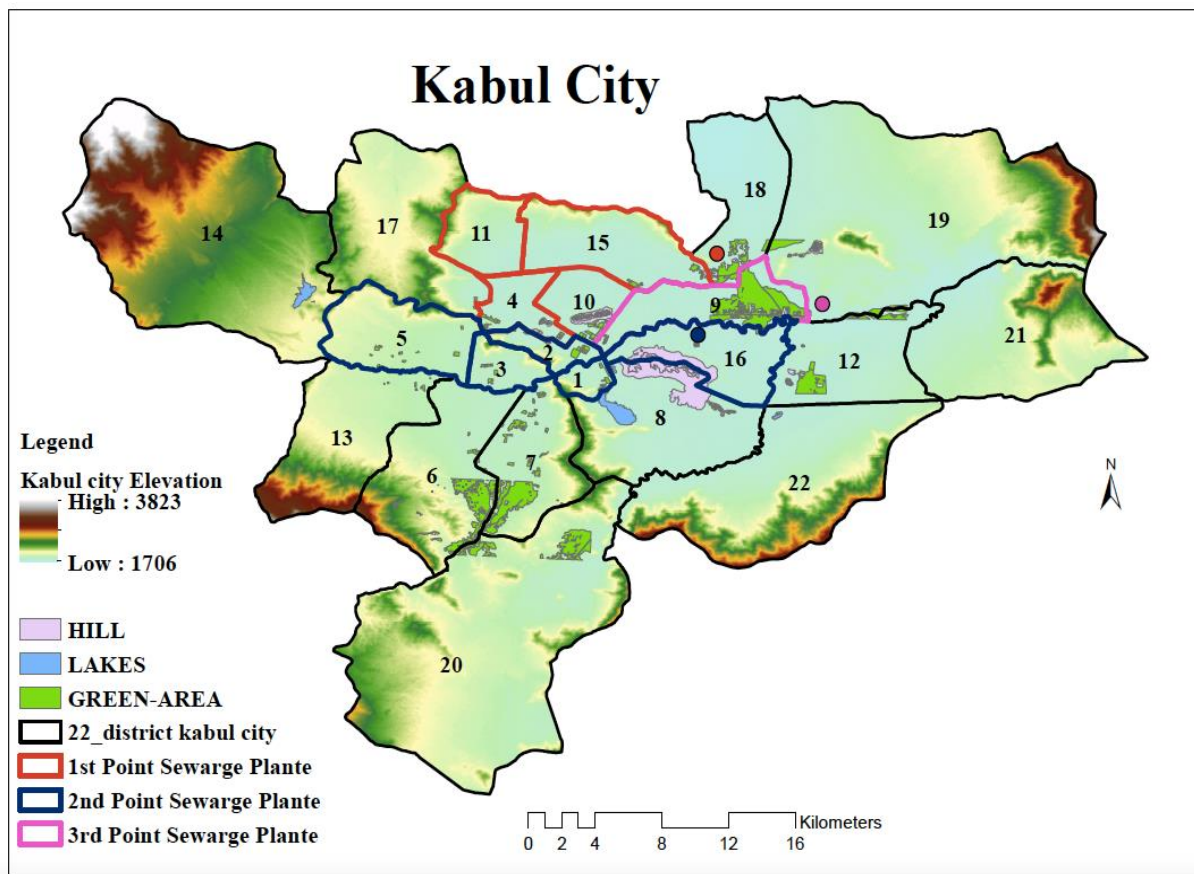 Kabul City
18
19
14
17
11
15
4
10
9
21
5
2
16
12
3
1
8
13
6
7
22
20
N
Legend
Kabul city Elevation
High : 3823
Low : 1706
HILL
LAKES
GREEN-AREA
22_district kabul city
1st Point Sewarge Plante
2nd Point Sewarge Plante
3rd Point Sewarge Plante
Kilometers
0 2 4 8 12 16